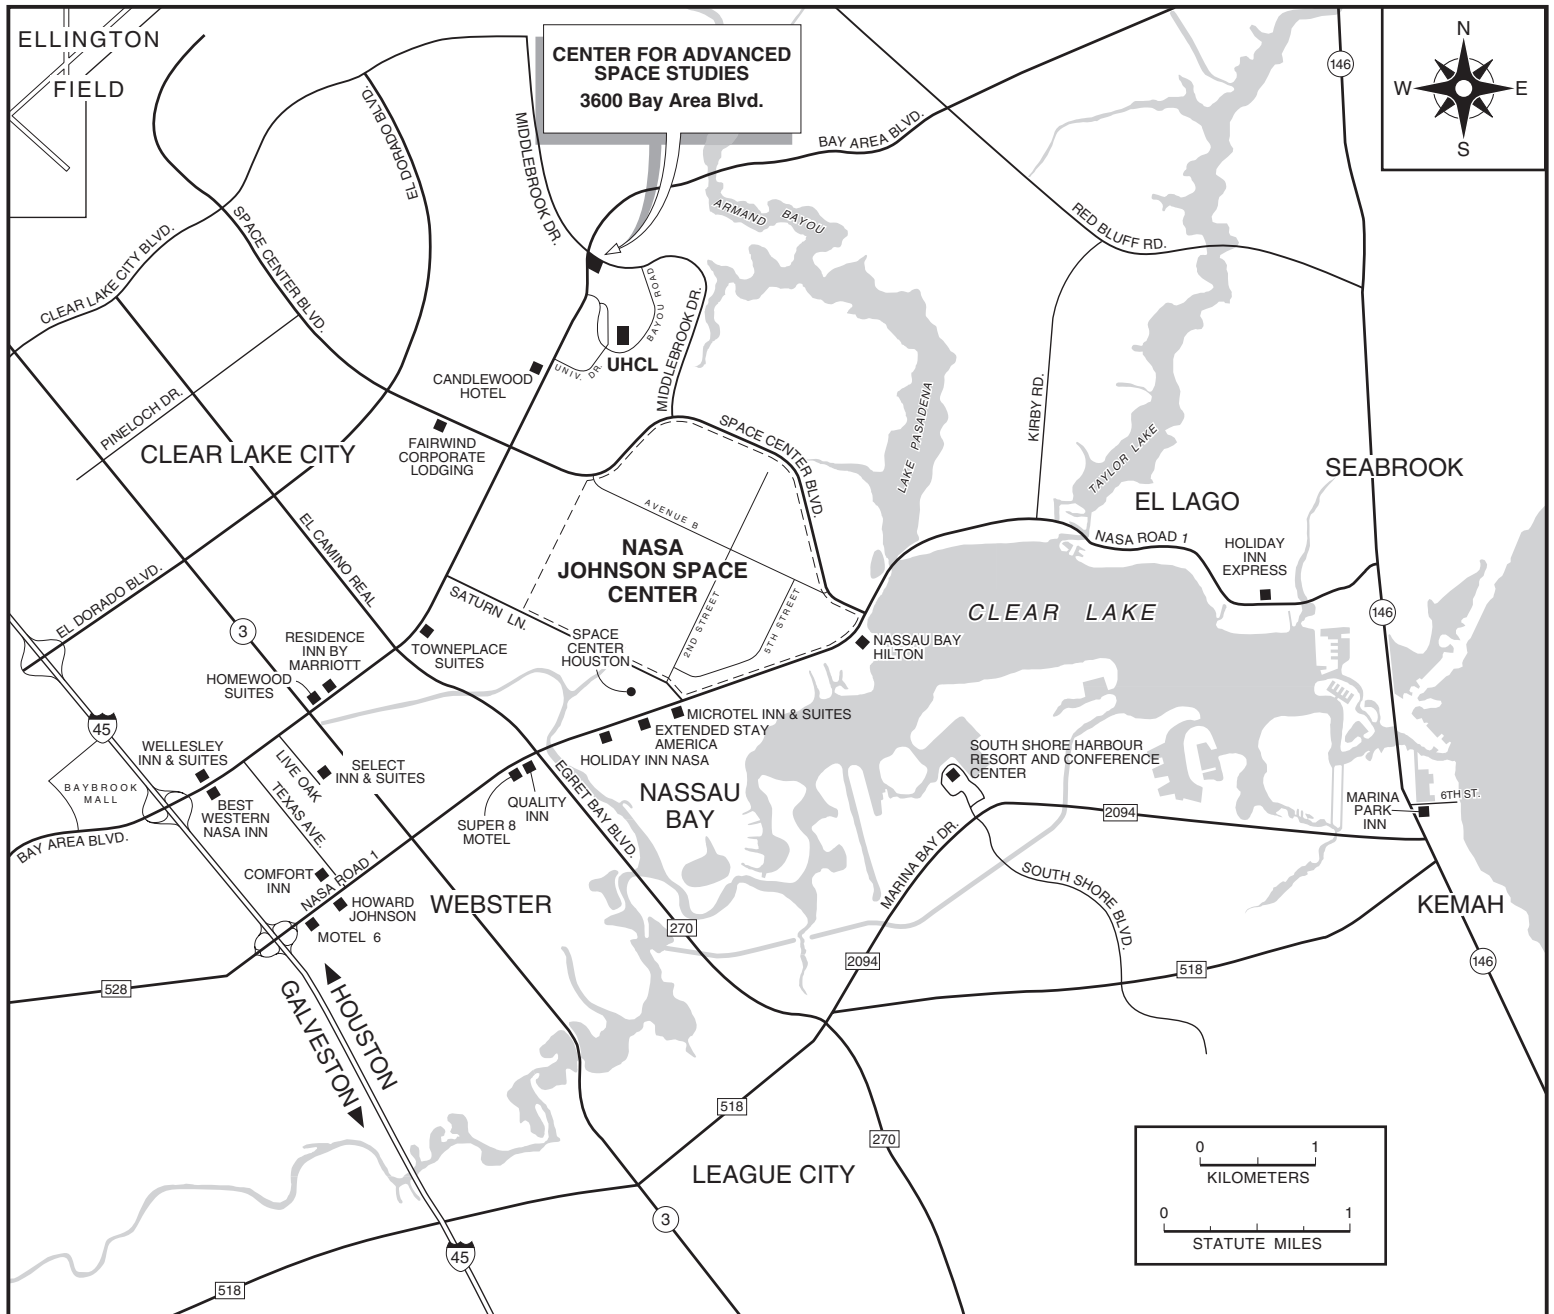 ELLINGTON
FIELD
CENTER FOR ADVANCED
SPACE STUDIES
3600 Bay Area Blvd.
146
N
W
E
S
EL DORADO BLVD.
MIDDLEBROOK DR.
BAY AREA BLVD.
ARMAND BAYOU
RED BLUFF RD.
SPACE CENTER BLVD.
CLEAR LAKE CITY BLVD.
BAYOU ROAD
MIDDLEBROOK DR.
UHCL
UNIV. DR.
CANDLEWOOD
HOTEL
PINELOCH DR.
CLEAR LAKE CITY
FAIRWIND
CORPORATE
LODGING
SPACE CENTER BLVD.
LAKE PASADENA
KIRBY RD.
TAYLOR LAKE
SEABROOK
EL LAGO
AVENUE B
NASA ROAD 1
HOLIDAY
INN
EXPRESS
NASA
JOHNSON SPACE
CENTER
EL CAMINO REAL
EL DORADO BLVD.
SATURN LN.
2ND STREET
5TH STREET
CLEAR LAKE
146
3
RESIDENCE
INN BY
MARRIOTT
TOWNEPLACE
SUITES
SPACE
CENTER
HOUSTON
NASSAU BAY
HILTON
HOMEWOOD
SUITES
45
MICROTEL INN & SUITES
EXTENDED STAY
AMERICA
HOLIDAY INN NASA
WELLESLEY
INN & SUITES
LIVE OAK
SELECT
INN & SUITES
SOUTH SHORE HARBOUR
RESORT AND CONFERENCE
CENTER
BAYBROOK
MALL
TEXAS AVE.
BEST
WESTERN
NASA INN
QUALITY
INN
SUPER 8
MOTEL
EGRET BAY BLVD.
NASSAU
BAY
MARINA
PARK
INN
6TH ST.
2094
BAY AREA BLVD.
MARINA BAY DR.
COMFORT
INN
NASA ROAD 1
HOWARD
JOHNSON
WEBSTER
SOUTH SHORE BLVD.
KEMAH
MOTEL 6
270
2094
518
146
528
HOUSTON
GALVESTON
518
270
0 1
KILOMETERS
0 1
STATUTE MILES
LEAGUE CITY
3
45
518